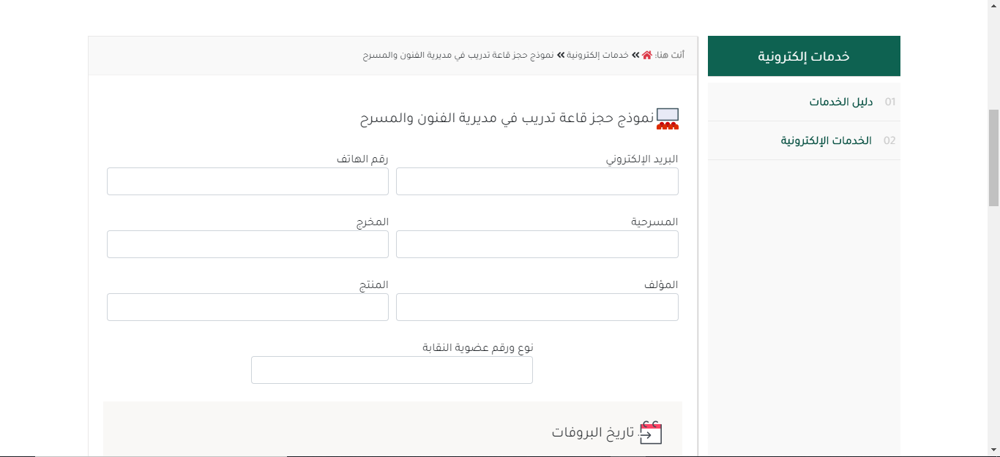 خدمات إلكترونية
01 دليل الخدمات
02 الخدمات الإلكترونية
أنت هنا: » خدمات إلكترونية » نموذج حجز قاعة تدريب في مديرية الفنون والمسرح
نموذج حجز قاعة تدريب في مديرية الفنون والمسرح
البريد الإلكتروني
رقم الهاتف
المسرحية
المخرج
المؤلف
المنتج
نوع ورقم عضوية النقابة
. تاريخ البروفات